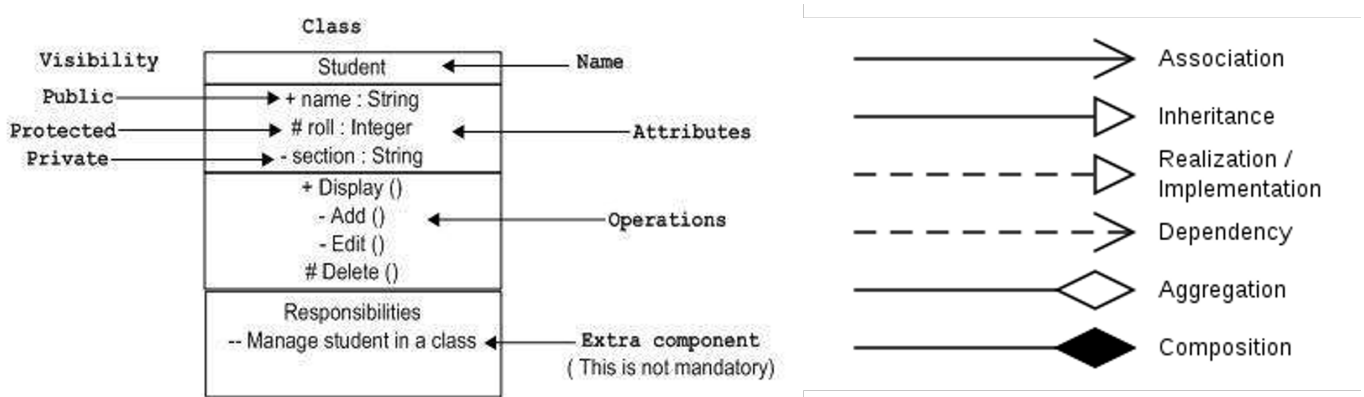 Class
Visibility
Student
Name
Public
+ name : String
Protected
# roll : Integer
Attributes
Private
- section : String
+ Display ()
- Add ()
Operations
- Edit ()
# Delete ()
Responsibilities
-- Manage student in a class
Extra component
( This is not mandatory)
Association
Inheritance
Realization /
Implementation
Dependency
Aggregation
Composition